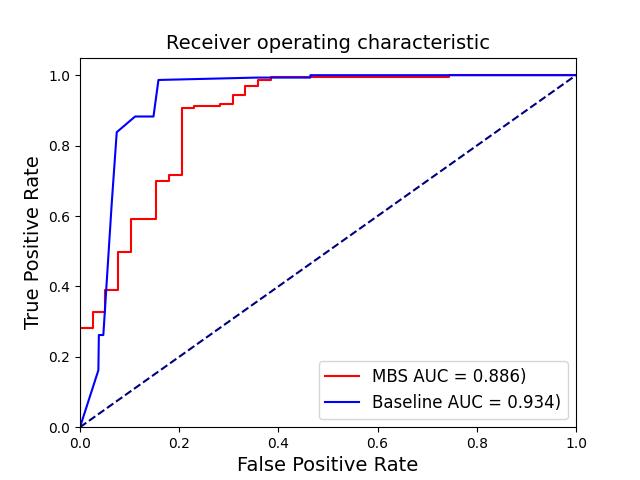 Receiver operating characteristic
True Positive Rate
1.0
0.8
0.6
0.4
0.2
0.0
MBS AUC = 0.886)
Baseline AUC = 0.934)
0.0 0.2 0.4 0.6 0.8 1.0
False Positive Rate